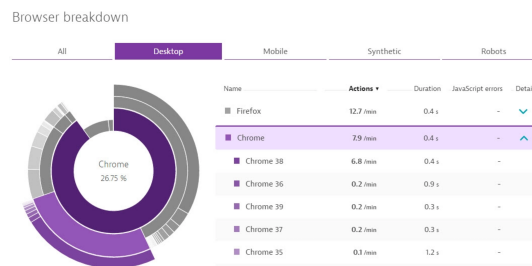 Browser breakdown
All Desktop Mobile Synthetic Robots
Name Actions ▾ Duration JavaScript errors Detai
Firefox 12.7 /min 0.4 s -
Chrome 7.9 /min 0.4 s -
Chrome 38 6.8 /min 0.4 s -
Chrome 36 0.2 /min 0.9 s -
Chrome 39 0.2 /min 0.3 s -
Chrome 37 0.2 /min 0.3 s -
Chrome 35 0.1 /min 1.2 s -
Chrome
26.75 %